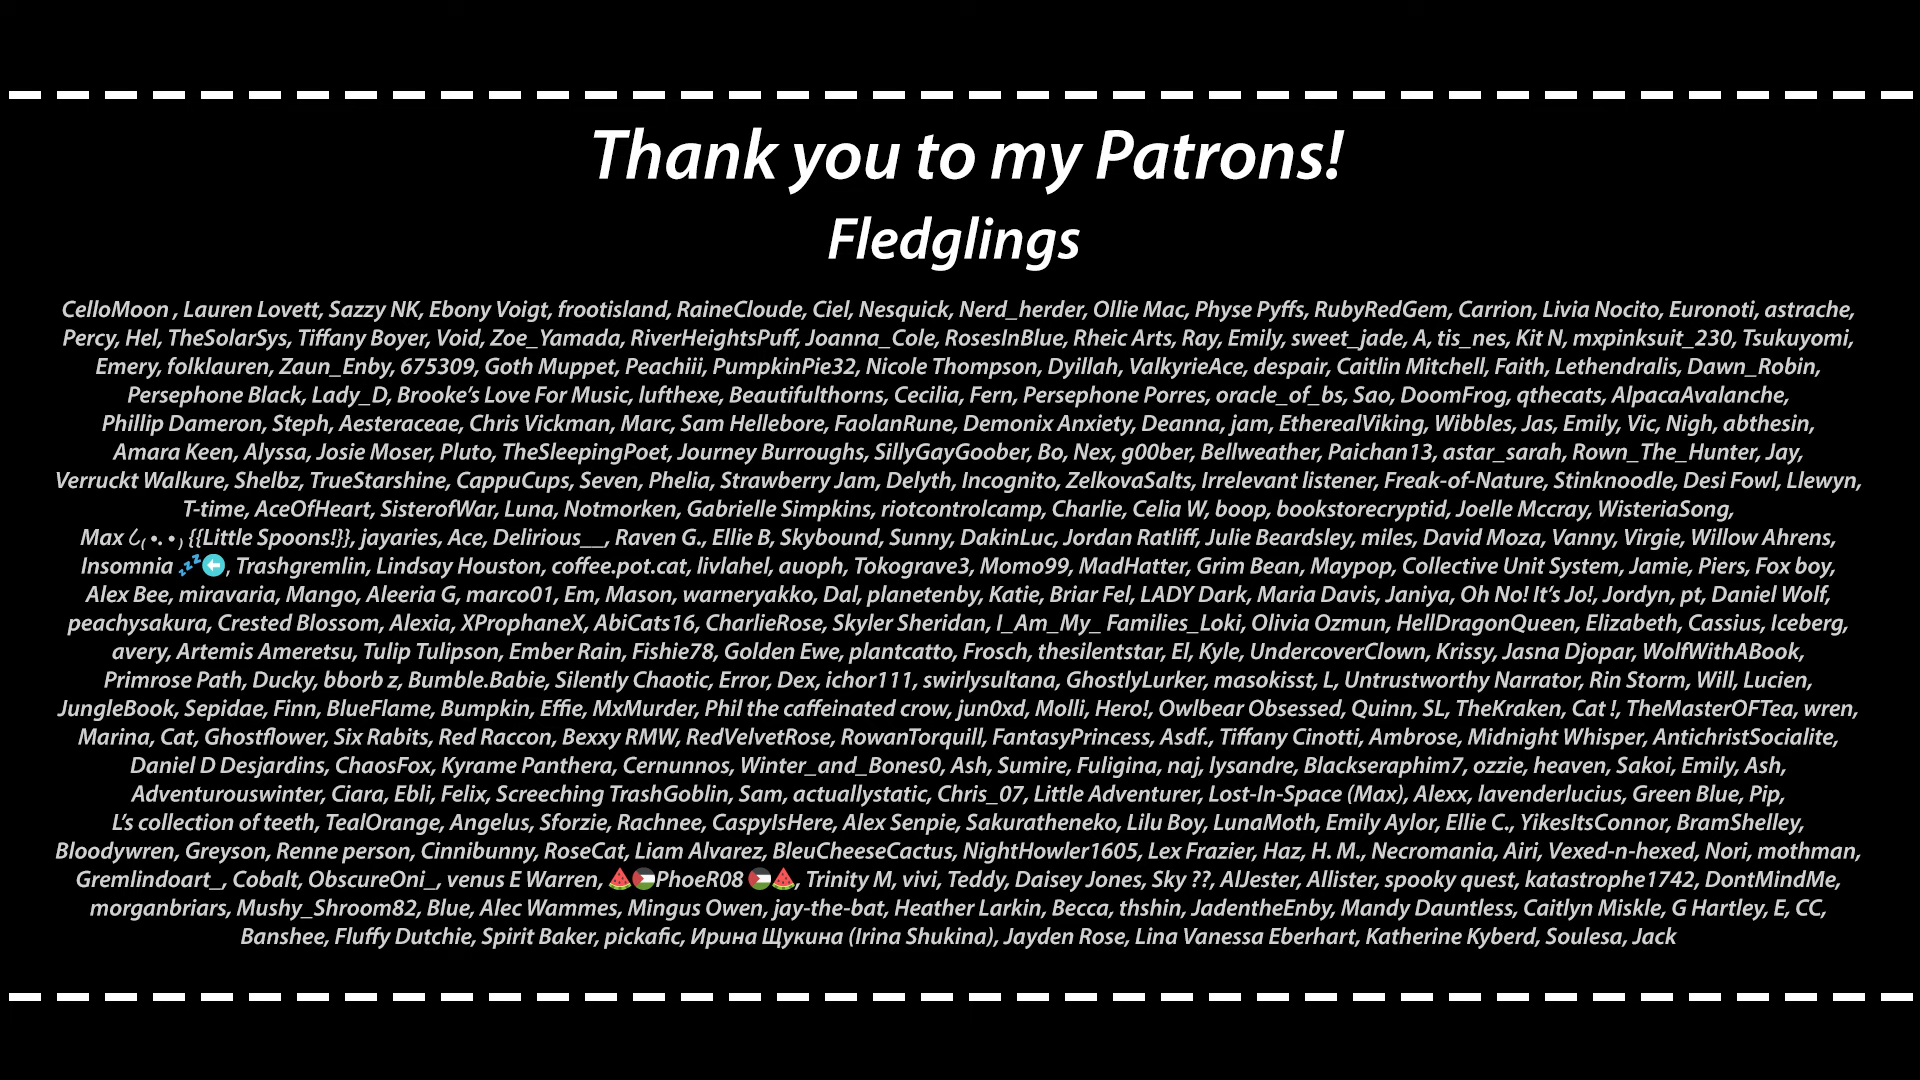 Thank you to my Patrons!
Fledglings
CelloMoon , Lauren Lovett, Sazzy NK, Ebony Voigt, frootisland, RaineCloude, Ciel, Nesquick, Nerd_herder, Ollie Mac, Physe Pyffs, RubyRedGem, Carrion, Livia Nocito, Euronoti, astrache,
Percy, Hel, TheSolarSys, Tiffany Boyer, Void, Zoe_Yamada, RiverHeightsPuff, Joanna_Cole, RosesInBlue, Rheic Arts, Ray, Emily, sweet_jade, A, tis_nes, Kit N, mxpinksuit_230, Tsukuyomi,
Emery, folklauren, Zaun_Enby, 675309, Goth Muppet, Peachiii, PumpkinPie32, Nicole Thompson, Dyillah, ValkyrieAce, despair, Caitlin Mitchell, Faith, Lethendralis, Dawn_Robin,
Persephone Black, Lady_D, Brooke’s Love For Music, lufthexe, Beautifulthorns, Cecilia, Fern, Persephone Porres, oracle_of_bs, Sao, DoomFrog, qthecats, AlpacaAvalanche,
Phillip Dameron, Steph, Aesteraceae, Chris Vickman, Marc, Sam Hellebore, FaolanRune, Demonix Anxiety, Deanna, jam, EtherealViking, Wibbles, Jas, Emily, Vic, Nigh, abthesin,
Amara Keen, Alyssa, Josie Moser, Pluto, TheSleepingPoet, Journey Burroughs, SillyGayGoober, Bo, Nex, g00ber, Bellweather, Paichan13, astar_sarah, Rown_The_Hunter, Jay,
Verruckt Walkure, Shelbz, TrueStarshine, CappuCups, Seven, Phelia, Strawberry Jam, Delyth, Incognito, ZelkovaSalts, Irrelevant listener, Freak-of-Nature, Stinknoodle, Desi Fowl, Llewyn,
T-time, AceOfHeart, SisterofWar, Luna, Notmorken, Gabrielle Simpkins, riotcontrolcamp, Charlie, Celia W, boop, bookstorecryptid, Joelle Mccray, WisteriaSong,
Max ᘏ₍ •. • ₎ {{Little Spoons!}}, jayaries, Ace, Delirious__, Raven G., Ellie B, Skybound, Sunny, DakinLuc, Jordan Ratliff, Julie Beardsley, miles, David Moza, Vanny, Virgie, Willow Ahrens,
Insomnia 💤⬅️, Trashgremlin, Lindsay Houston, coffee.pot.cat, livlahel, auoph, Tokograve3, Momo99, MadHatter, Grim Bean, Maypop, Collective Unit System, Jamie, Piers, Fox boy,
Alex Bee, miravaria, Mango, Aleeria G, marco01, Em, Mason, warneryakko, Dal, planetenby, Katie, Briar Fel, LADY Dark, Maria Davis, Janiya, Oh No! It’s Jo!, Jordyn, pt, Daniel Wolf,
peachysakura, Crested Blossom, Alexia, XProphaneX, AbiCats16, CharlieRose, Skyler Sheridan, I_Am_My_ Families_Loki, Olivia Ozmun, HellDragonQueen, Elizabeth, Cassius, Iceberg,
avery, Artemis Ameretsu, Tulip Tulipson, Ember Rain, Fishie78, Golden Ewe, plantcatto, Frosch, thesilentstar, El, Kyle, UndercoverClown, Krissy, Jasna Djopar, WolfWithABook,
Primrose Path, Ducky, bborb z, Bumble.Babie, Silently Chaotic, Error, Dex, ichor111, swirlysultana, GhostlyLurker, masokisst, L, Untrustworthy Narrator, Rin Storm, Will, Lucien,
JungleBook, Sepidae, Finn, BlueFlame, Bumpkin, Effie, MxMurder, Phil the caffeinated crow, jun0xd, Molli, Hero!, Owlbear Obsessed, Quinn, SL, TheKraken, Cat !, TheMasterOFTea, wren,
Marina, Cat, Ghostflower, Six Rabits, Red Raccon, Bexxy RMW, RedVelvetRose, RowanTorquill, FantasyPrincess, Asdf., Tiffany Cinotti, Ambrose, Midnight Whisper, AntichristSocialite,
Daniel D Desjardins, ChaosFox, Kyrame Panthera, Cernunnos, Winter_and_Bones0, Ash, Sumire, Fuligina, naj, lysandre, Blackseraphim7, ozzie, heaven, Sakoi, Emily, Ash,
Adventurouswinter, Ciara, Ebli, Felix, Screeching TrashGoblin, Sam, actuallystatic, Chris_07, Little Adventurer, Lost-In-Space (Max), Alexx, lavenderlucius, Green Blue, Pip,
L’s collection of teeth, TealOrange, Angelus, Sforzie, Rachnee, CaspyIsHere, Alex Senpie, Sakuratheneko, Lilu Boy, LunaMoth, Emily Aylor, Ellie C., YikesItsConnor, BramShelley,
Bloodywren, Greyson, Renne person, Cinnibunny, RoseCat, Liam Alvarez, BleuCheeseCactus, NightHowler1605, Lex Frazier, Haz, H. M., Necromania, Airi, Vexed-n-hexed, Nori, mothman,
Gremlindoart_, Cobalt, ObscureOni_, venus E Warren, 🍉🇵🇸PhoeR08 🇵🇸🍉, Trinity M, vivi, Teddy, Daisey Jones, Sky ??, AlJester, Allister, spooky quest, katastrophe1742, DontMindMe,
morganbriars, Mushy_Shroom82, Blue, Alec Wammes, Mingus Owen, jay-the-bat, Heather Larkin, Becca, thshin, JadentheEnby, Mandy Dauntless, Caitlyn Miskle, G Hartley, E, CC,
Banshee, Fluffy Dutchie, Spirit Baker, pickafic, Ирина Щукина (Irina Shukina), Jayden Rose, Lina Vanessa Eberhart, Katherine Kyberd, Soulesa, Jack